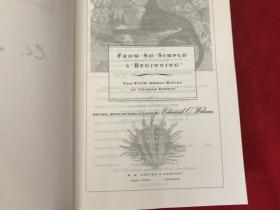 FROM SO SIMPLE
A BEGINNING
THE FOUR GREAT BOOKS
OF CHARLES DARWIN
EDITED, WITH INTRODUCTIONS BY Edward O. Wilson
W. W. NORTON & COMPANY
NEW YORK LONDON